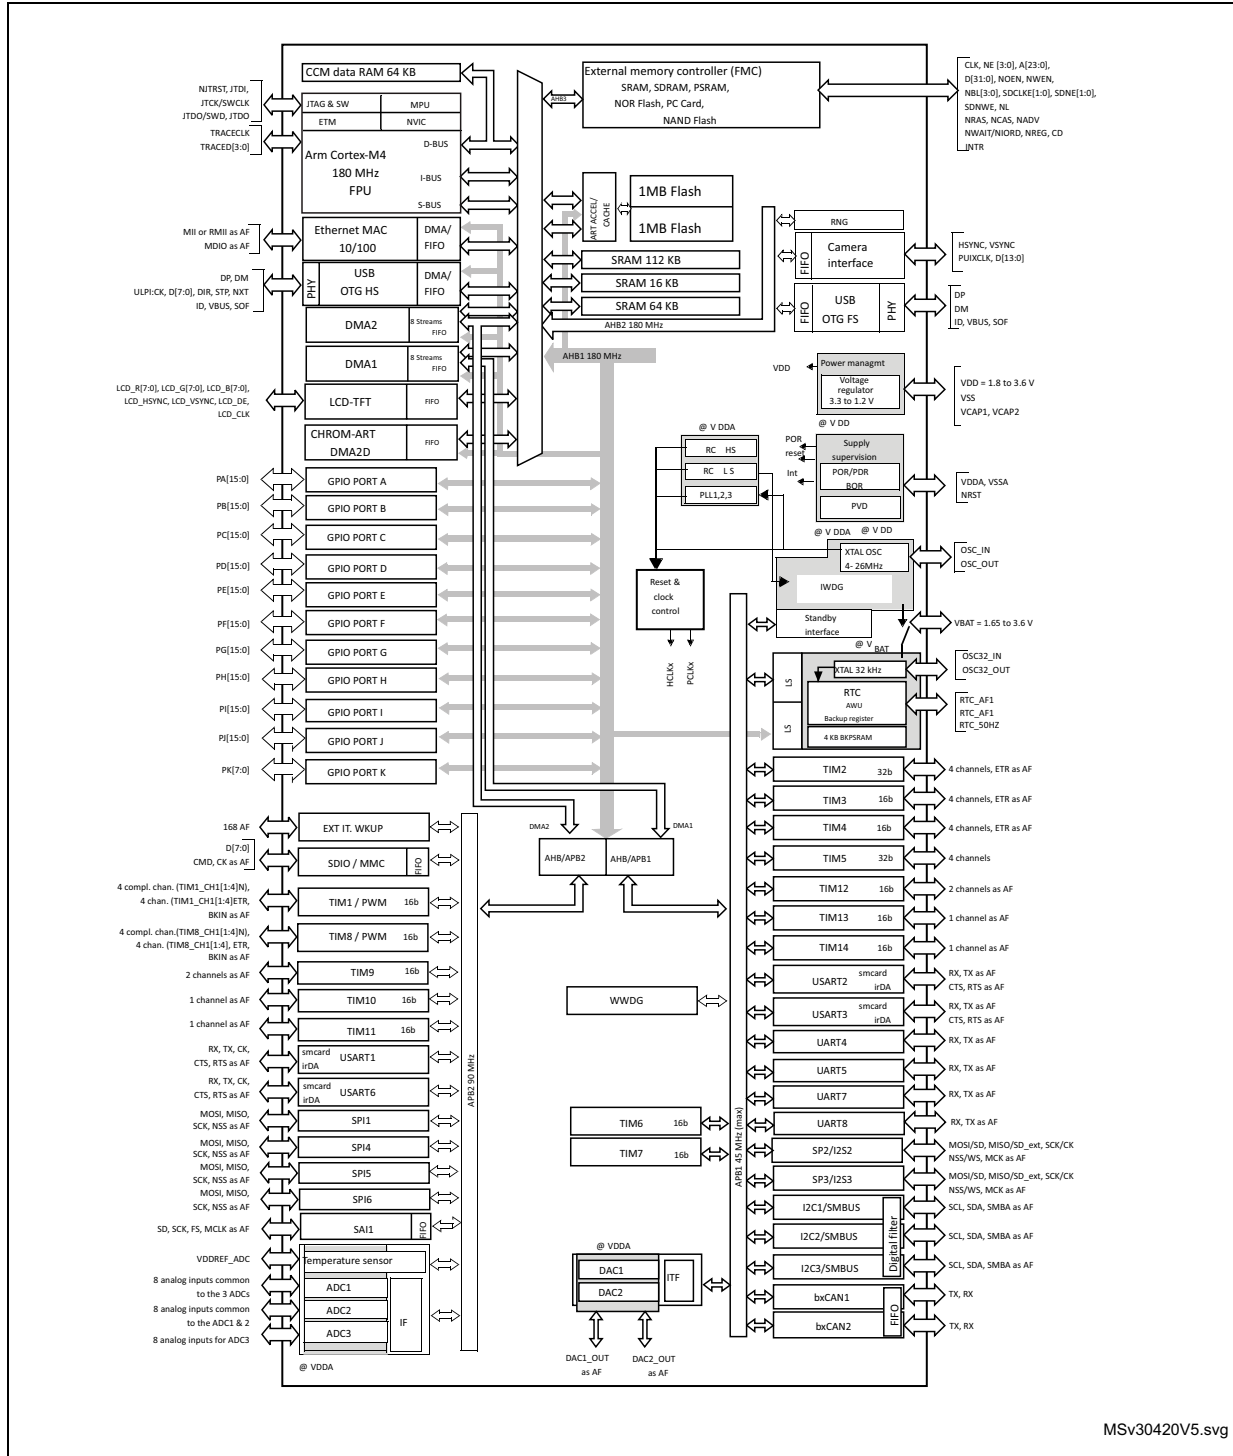 CCM data RAM 64 KB
External memory controller (FMC)
SRAM, SDRAM, PSRAM,
NOR Flash, PC Card,
NAND Flash
AHB3
CLK, NE [3:0], A[23:0],
D[31:0], NOEN, NWEN,
NBL[3:0], SDCLKE[1:0], SDNE[1:0],
SDNWE, NL
NRAS, NCAS, NADV
NWAIT/NIORD, NREG, CD
INTR
NJTRST, JTDI,
JTCK/SWCLK
JTDO/SWD, JTDO
JTAG & SW
MPU
ETM
NVIC
TRACECLK
TRACED[3:0]
Arm Cortex-M4
180 MHz
FPU
D-BUS
I-BUS
S-BUS
ART ACCEL/
CACHE
1MB Flash
1MB Flash
SRAM 112 KB
SRAM 16 KB
SRAM 64 KB
AHB2 180 MHz
AHB1 180 MHz
MII or RMII as AF
MDIO as AF
Ethernet MAC
10/100
DMA/
FIFO
DP, DM
ULPI:CK, D[7:0], DIR, STP, NXT
ID, VBUS, SOF
PHY
USB
OTG HS
DMA/
FIFO
DMA2
8 Streams
FIFO
DMA1
8 Streams
FIFO
LCD_R[7:0], LCD_G[7:0], LCD_B[7:0],
LCD_HSYNC, LCD_VSYNC, LCD_DE,
LCD_CLK
LCD-TFT
FIFO
CHROM-ART
DMA2D
FIFO
RNG
FIFO
Camera
interface
HSYNC, VSYNC
PUIXCLK, D[13:0]
FIFO
USB
OTG FS
PHY
DP
DM
ID, VBUS, SOF
VDD
Power managmt
Voltage
regulator
3.3 to 1.2 V
VDD = 1.8 to 3.6 V
VSS
VCAP1, VCAP2
@ V DD
@ V DDA
RC HS
RC L S
PLL1,2,3
POR
reset
Int
Supply
supervision
POR/PDR
BOR
PVD
VDDA, VSSA
NRST
@ V DDA
@ V DD
XTAL OSC
4- 26MHz
OSC_IN
OSC_OUT
IWDG
Reset &
clock
control
HCLKx
PCLKx
Standby
interface
VBAT = 1.65 to 3.6 V
@ V BAT
LS
LS
XTAL 32 kHz
OSC32_IN
OSC32_OUT
RTC
AWU
Backup register
4 KB BKPSRAM
RTC_AF1
RTC_AF1
RTC_50HZ
PA[15:0]
GPIO PORT A
PB[15:0]
GPIO PORT B
PC[15:0]
GPIO PORT C
PD[15:0]
GPIO PORT D
PE[15:0]
GPIO PORT E
PF[15:0]
GPIO PORT F
PG[15:0]
GPIO PORT G
PH[15:0]
GPIO PORT H
PI[15:0]
GPIO PORT I
PJ[15:0]
GPIO PORT J
PK[7:0]
GPIO PORT K
DMA2
DMA1
AHB/APB2
AHB/APB1
168 AF
EXT IT. WKUP
D[7:0]
CMD, CK as AF
SDIO / MMC
FIFO
4 compl. chan. (TIM1_CH1[1:4]N),
4 chan. (TIM1_CH1[1:4]ETR,
BKIN as AF
TIM1 / PWM
16b
4 compl. chan.(TIM8_CH1[1:4]N),
4 chan. (TIM8_CH1[1:4], ETR,
BKIN as AF
TIM8 / PWM
16b
2 channels as AF
TIM9
16b
1 channel as AF
TIM10
16b
1 channel as AF
TIM11
16b
RX, TX, CK,
CTS, RTS as AF
smcard
irDA
USART1
RX, TX, CK,
CTS, RTS as AF
smcard
irDA
USART6
MOSI, MISO,
SCK, NSS as AF
SPI1
MOSI, MISO,
SCK, NSS as AF
SPI4
MOSI, MISO,
SCK, NSS as AF
SPI5
MOSI, MISO,
SCK, NSS as AF
SPI6
SD, SCK, FS, MCLK as AF
SAI1
FIFO
VDDREF_ADC
Temperature sensor
8 analog inputs common
to the 3 ADCs
ADC1
8 analog inputs common
to the ADC1 & 2
ADC2
8 analog inputs for ADC3
ADC3
IF
@ VDDA
APB2 90 MHz
WWDG
TIM6
16b
TIM7
16b
@ VDDA
DAC1
DAC2
ITF
DAC1_OUT
as AF
DAC2_OUT
as AF
APB1 45 MHz (max)
TIM2
32b
4 channels, ETR as AF
TIM3
16b
4 channels, ETR as AF
TIM4
16b
4 channels, ETR as AF
TIM5
32b
4 channels
TIM12
16b
2 channels as AF
TIM13
16b
1 channel as AF
TIM14
16b
1 channel as AF
USART2
smcard
irDA
RX, TX as AF
CTS, RTS as AF
USART3
smcard
irDA
RX, TX as AF
CTS, RTS as AF
UART4
RX, TX as AF
UART5
RX, TX as AF
UART7
RX, TX as AF
UART8
RX, TX as AF
SP2/I2S2
MOSI/SD, MISO/SD_ext, SCK/CK
NSS/WS, MCK as AF
SP3/I2S3
MOSI/SD, MISO/SD_ext, SCK/CK
NSS/WS, MCK as AF
I2C1/SMBUS
SCL, SDA, SMBA as AF
I2C2/SMBUS
SCL, SDA, SMBA as AF
I2C3/SMBUS
SCL, SDA, SMBA as AF
Digital filter
bxCAN1
TX, RX
bxCAN2
TX, RX
FIFO
MSv30420V5.svg